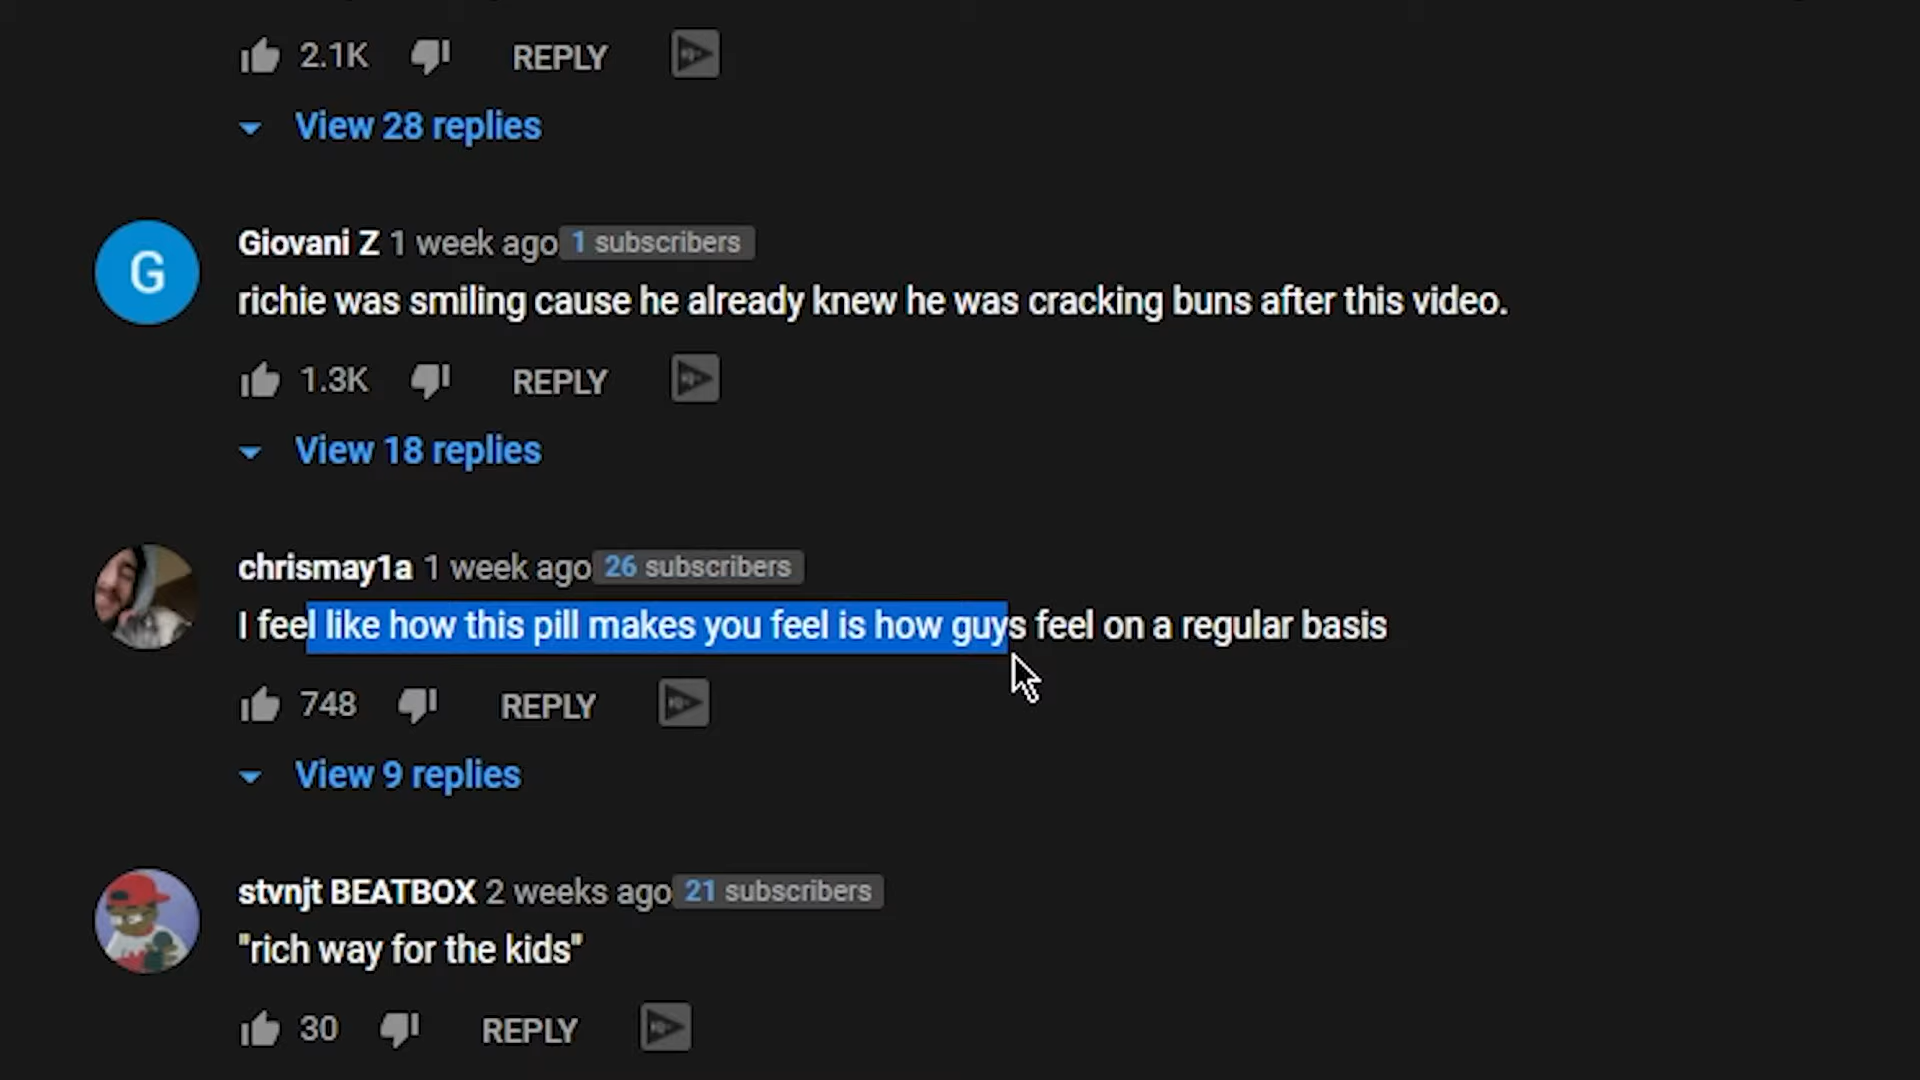 2.1K REPLY
View 28 replies
G
Giovani Z 1 week ago 1 subscribers
richie was smiling cause he already knew he was cracking buns after this video.
1.3K REPLY
View 18 replies
chrismay1a 1 week ago 26 subscribers
I feel like how this pill makes you feel is how guys feel on a regular basis
748 REPLY
View 9 replies
stvnjt BEATBOX 2 weeks ago 21 subscribers
"rich way for the kids"
30 REPLY